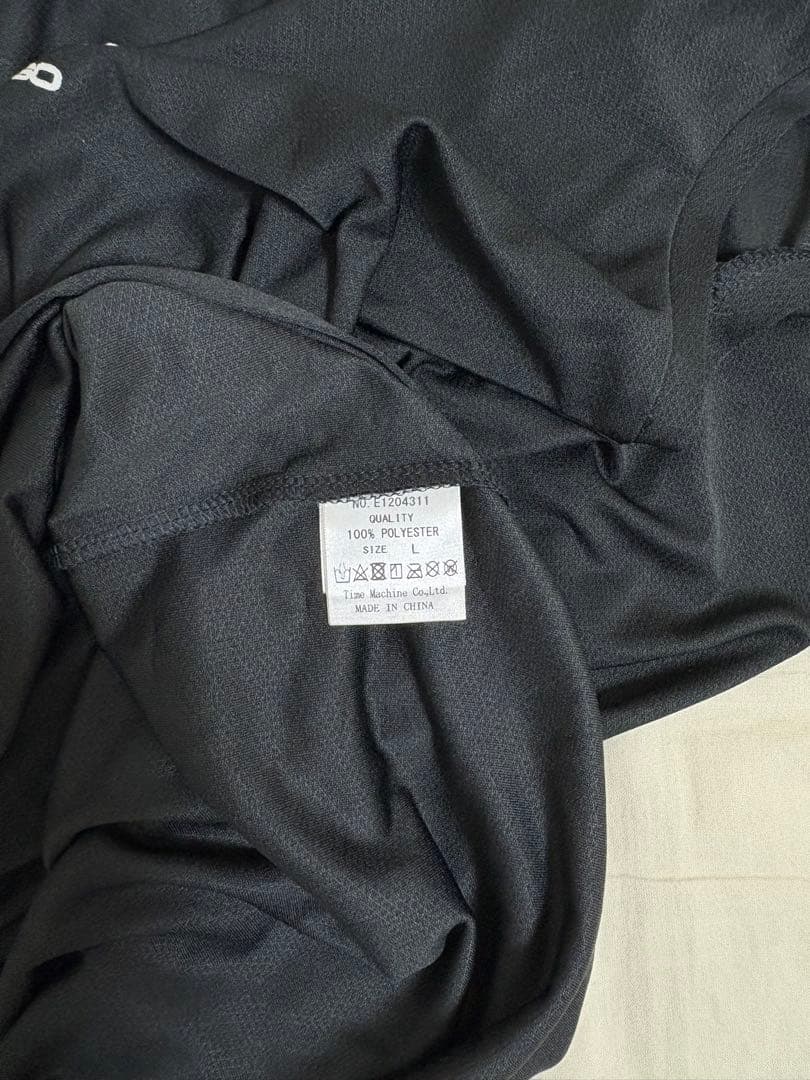 NO. E1204311
QUALITY
100% POLYESTER
SIZE L
Time Machine Co.,Ltd.
MADE IN CHINA